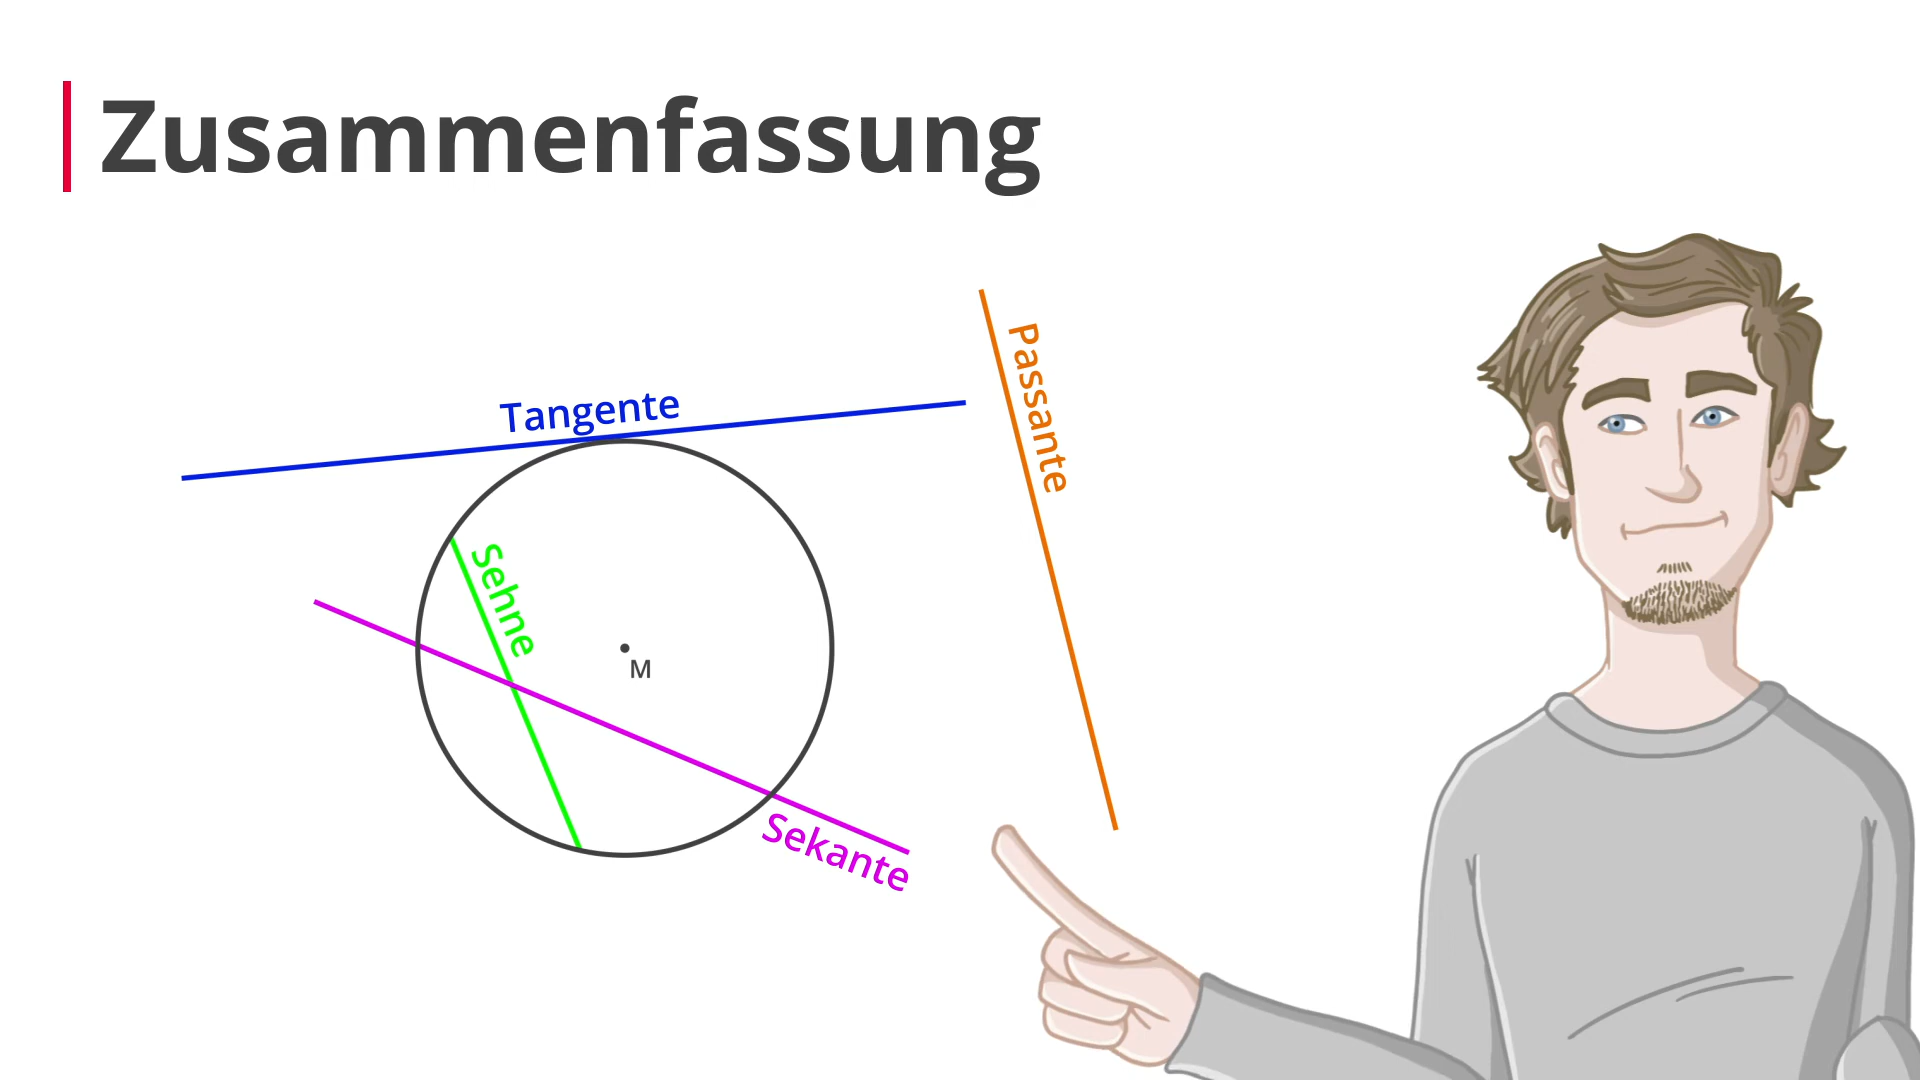 Zusammenfassung
Tangente
Passante
Sehne
M
Sekante